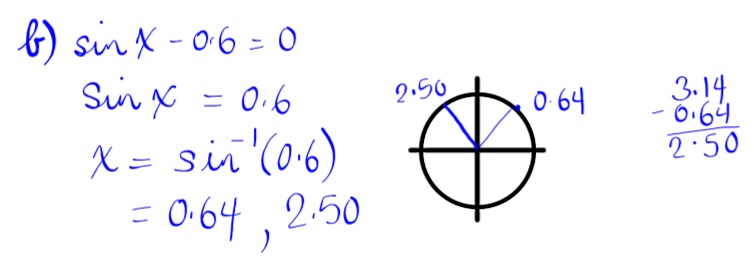 b) sin x - 0.6 = 0
Sin x = 0.6
x = sin⁻¹(0.6)
= 0.64 , 2.50
2.50
0.64
3.14
- 0.64
2.50